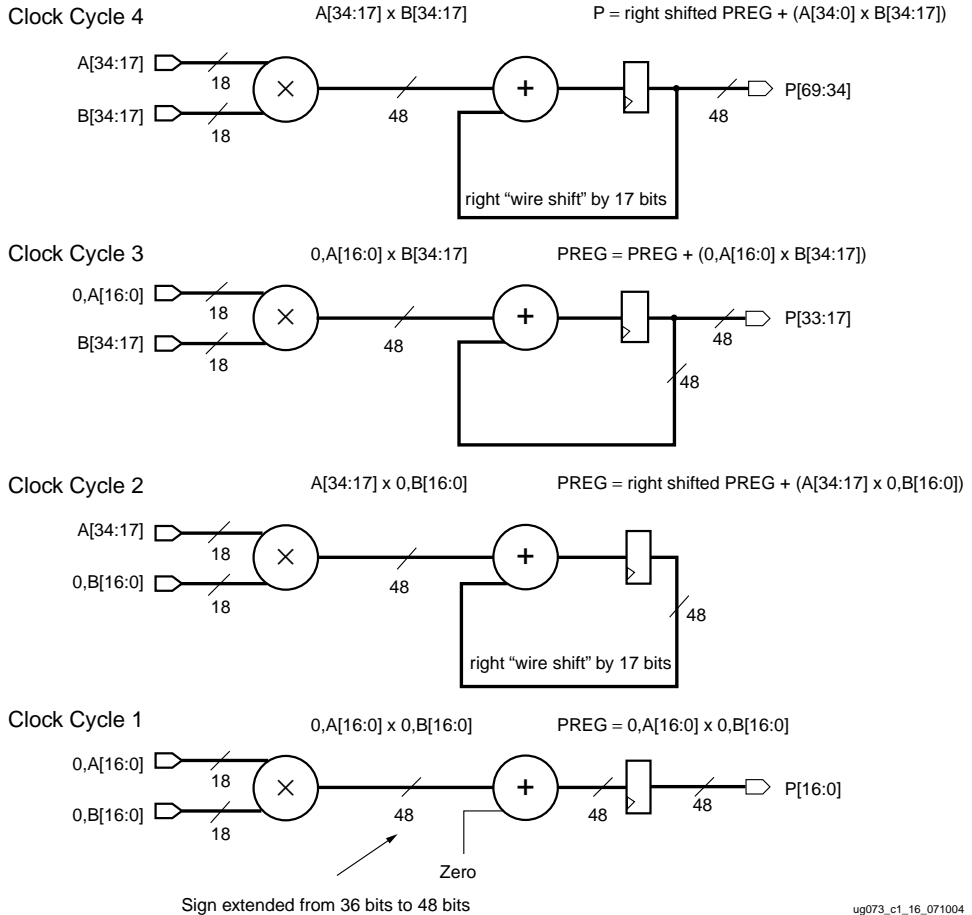 Clock Cycle 4
A[34:17] x B[34:17]
P = right shifted PREG + (A[34:0] x B[34:17])
A[34:17]
18
B[34:17]
18
×
48
+
48
P[69:34]
right “wire shift” by 17 bits
Clock Cycle 3
0,A[16:0] x B[34:17]
PREG = PREG + (0,A[16:0] x B[34:17])
0,A[16:0]
18
B[34:17]
18
×
48
+
48
P[33:17]
48
Clock Cycle 2
A[34:17] x 0,B[16:0]
PREG = right shifted PREG + (A[34:17] x 0,B[16:0])
A[34:17]
18
0,B[16:0]
18
×
48
+
48
right “wire shift” by 17 bits
Clock Cycle 1
0,A[16:0] x 0,B[16:0]
PREG = 0,A[16:0] x 0,B[16:0]
0,A[16:0]
18
0,B[16:0]
18
×
48
+
48
48
P[16:0]
Zero
Sign extended from 36 bits to 48 bits
ug073_c1_16_071004